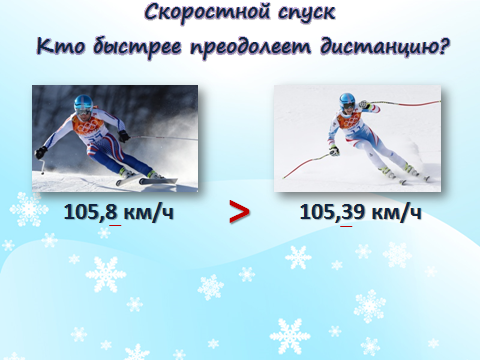 Скоростной спуск
Кто быстрее преодолеет дистанцию?
105,8 км/ч > 105,39 км/ч